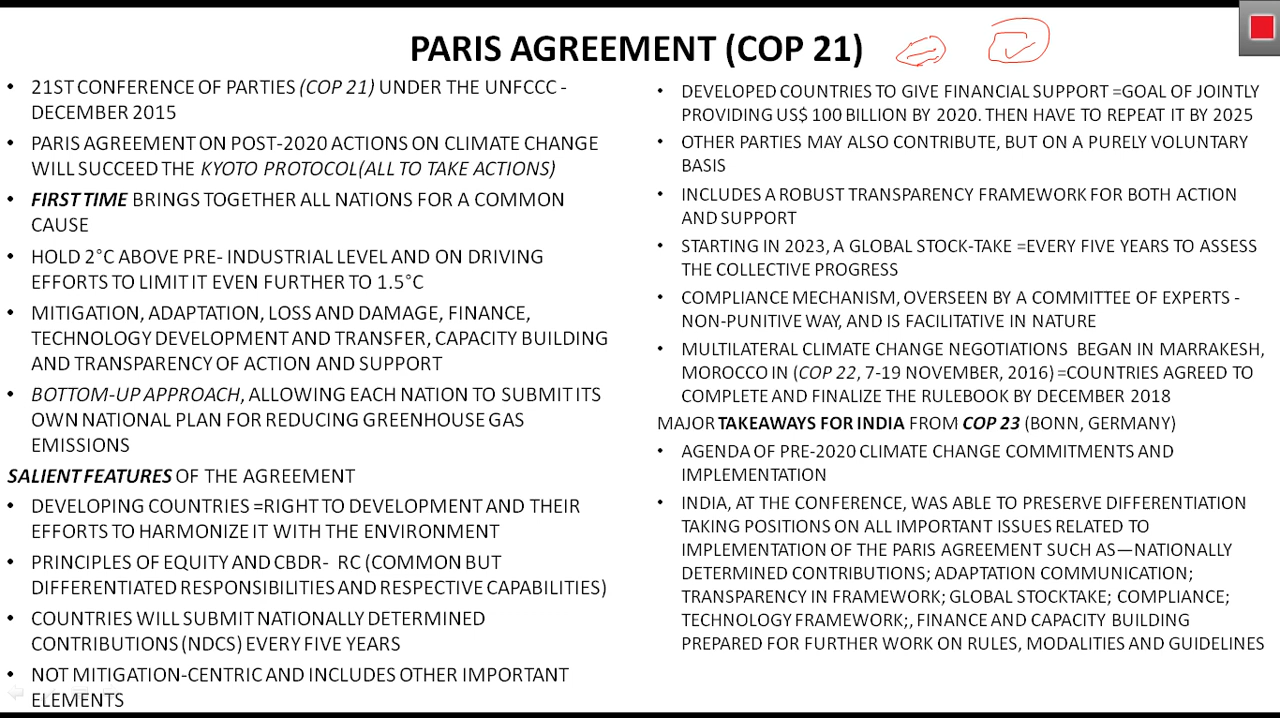 PARIS AGREEMENT (COP 21)
• 21ST CONFERENCE OF PARTIES (COP 21) UNDER THE UNFCCC -
DECEMBER 2015
• PARIS AGREEMENT ON POST-2020 ACTIONS ON CLIMATE CHANGE
WILL SUCCEED THE KYOTO PROTOCOL(ALL TO TAKE ACTIONS)
• FIRST TIME BRINGS TOGETHER ALL NATIONS FOR A COMMON
CAUSE
• HOLD 2°C ABOVE PRE- INDUSTRIAL LEVEL AND ON DRIVING
EFFORTS TO LIMIT IT EVEN FURTHER TO 1.5°C
• MITIGATION, ADAPTATION, LOSS AND DAMAGE, FINANCE,
TECHNOLOGY DEVELOPMENT AND TRANSFER, CAPACITY BUILDING
AND TRANSPARENCY OF ACTION AND SUPPORT
• BOTTOM-UP APPROACH, ALLOWING EACH NATION TO SUBMIT ITS
OWN NATIONAL PLAN FOR REDUCING GREENHOUSE GAS
EMISSIONS
SALIENT FEATURES OF THE AGREEMENT
• DEVELOPING COUNTRIES =RIGHT TO DEVELOPMENT AND THEIR
EFFORTS TO HARMONIZE IT WITH THE ENVIRONMENT
• PRINCIPLES OF EQUITY AND CBDR- RC (COMMON BUT
DIFFERENTIATED RESPONSIBILITIES AND RESPECTIVE CAPABILITIES)
• COUNTRIES WILL SUBMIT NATIONALLY DETERMINED
CONTRIBUTIONS (NDCS) EVERY FIVE YEARS
• NOT MITIGATION-CENTRIC AND INCLUDES OTHER IMPORTANT
ELEMENTS
• DEVELOPED COUNTRIES TO GIVE FINANCIAL SUPPORT =GOAL OF JOINTLY
PROVIDING US$ 100 BILLION BY 2020. THEN HAVE TO REPEAT IT BY 2025
• OTHER PARTIES MAY ALSO CONTRIBUTE, BUT ON A PURELY VOLUNTARY
BASIS
• INCLUDES A ROBUST TRANSPARENCY FRAMEWORK FOR BOTH ACTION
AND SUPPORT
• STARTING IN 2023, A GLOBAL STOCK-TAKE =EVERY FIVE YEARS TO ASSESS
THE COLLECTIVE PROGRESS
• COMPLIANCE MECHANISM, OVERSEEN BY A COMMITTEE OF EXPERTS -
NON-PUNITIVE WAY, AND IS FACILITATIVE IN NATURE
• MULTILATERAL CLIMATE CHANGE NEGOTIATIONS BEGAN IN MARRAKESH,
MOROCCO IN (COP 22, 7-19 NOVEMBER, 2016) =COUNTRIES AGREED TO
COMPLETE AND FINALIZE THE RULEBOOK BY DECEMBER 2018
MAJOR TAKEAWAYS FOR INDIA FROM COP 23 (BONN, GERMANY)
• AGENDA OF PRE-2020 CLIMATE CHANGE COMMITMENTS AND
IMPLEMENTATION
• INDIA, AT THE CONFERENCE, WAS ABLE TO PRESERVE DIFFERENTIATION
TAKING POSITIONS ON ALL IMPORTANT ISSUES RELATED TO
IMPLEMENTATION OF THE PARIS AGREEMENT SUCH AS—NATIONALLY
DETERMINED CONTRIBUTIONS; ADAPTATION COMMUNICATION;
TRANSPARENCY IN FRAMEWORK; GLOBAL STOCKTAKE; COMPLIANCE;
TECHNOLOGY FRAMEWORK;, FINANCE AND CAPACITY BUILDING
PREPARED FOR FURTHER WORK ON RULES, MODALITIES AND GUIDELINES